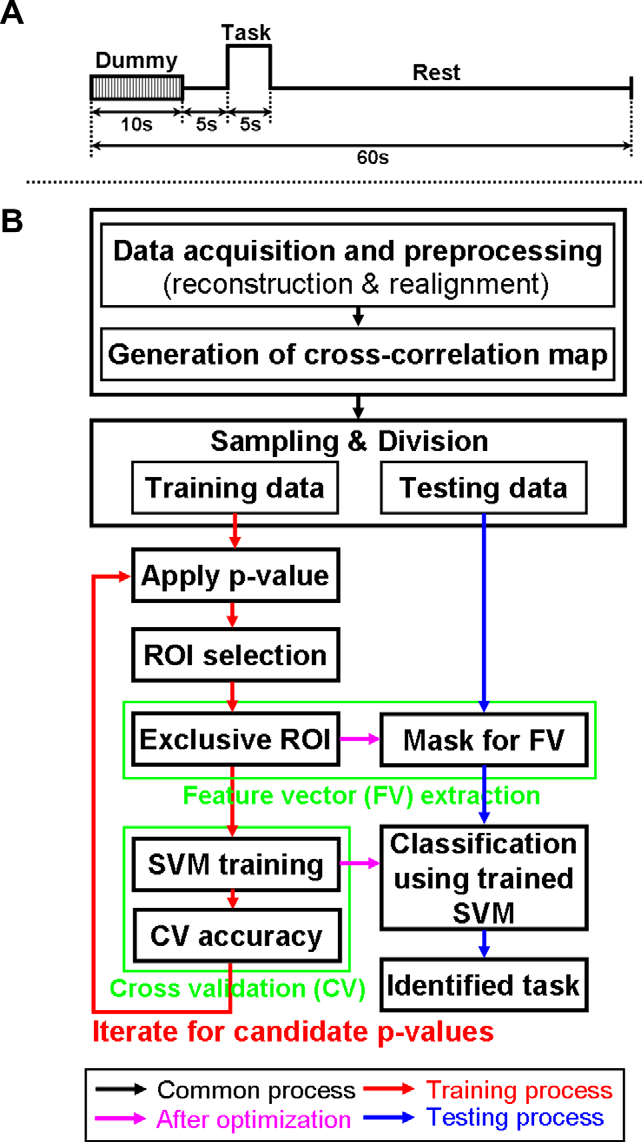 A
Task
Dummy
Rest
10s
5s
5s
60s
B
Data acquisition and preprocessing
(reconstruction & realignment)
Generation of cross-correlation map
Sampling & Division
Training data
Testing data
Apply p-value
ROI selection
Exclusive ROI
Mask for FV
Feature vector (FV) extraction
SVM training
Classification
using trained
SVM
CV accuracy
Cross validation (CV)
Identified task
Iterate for candidate p-values
Common process
Training process
After optimization
Testing process